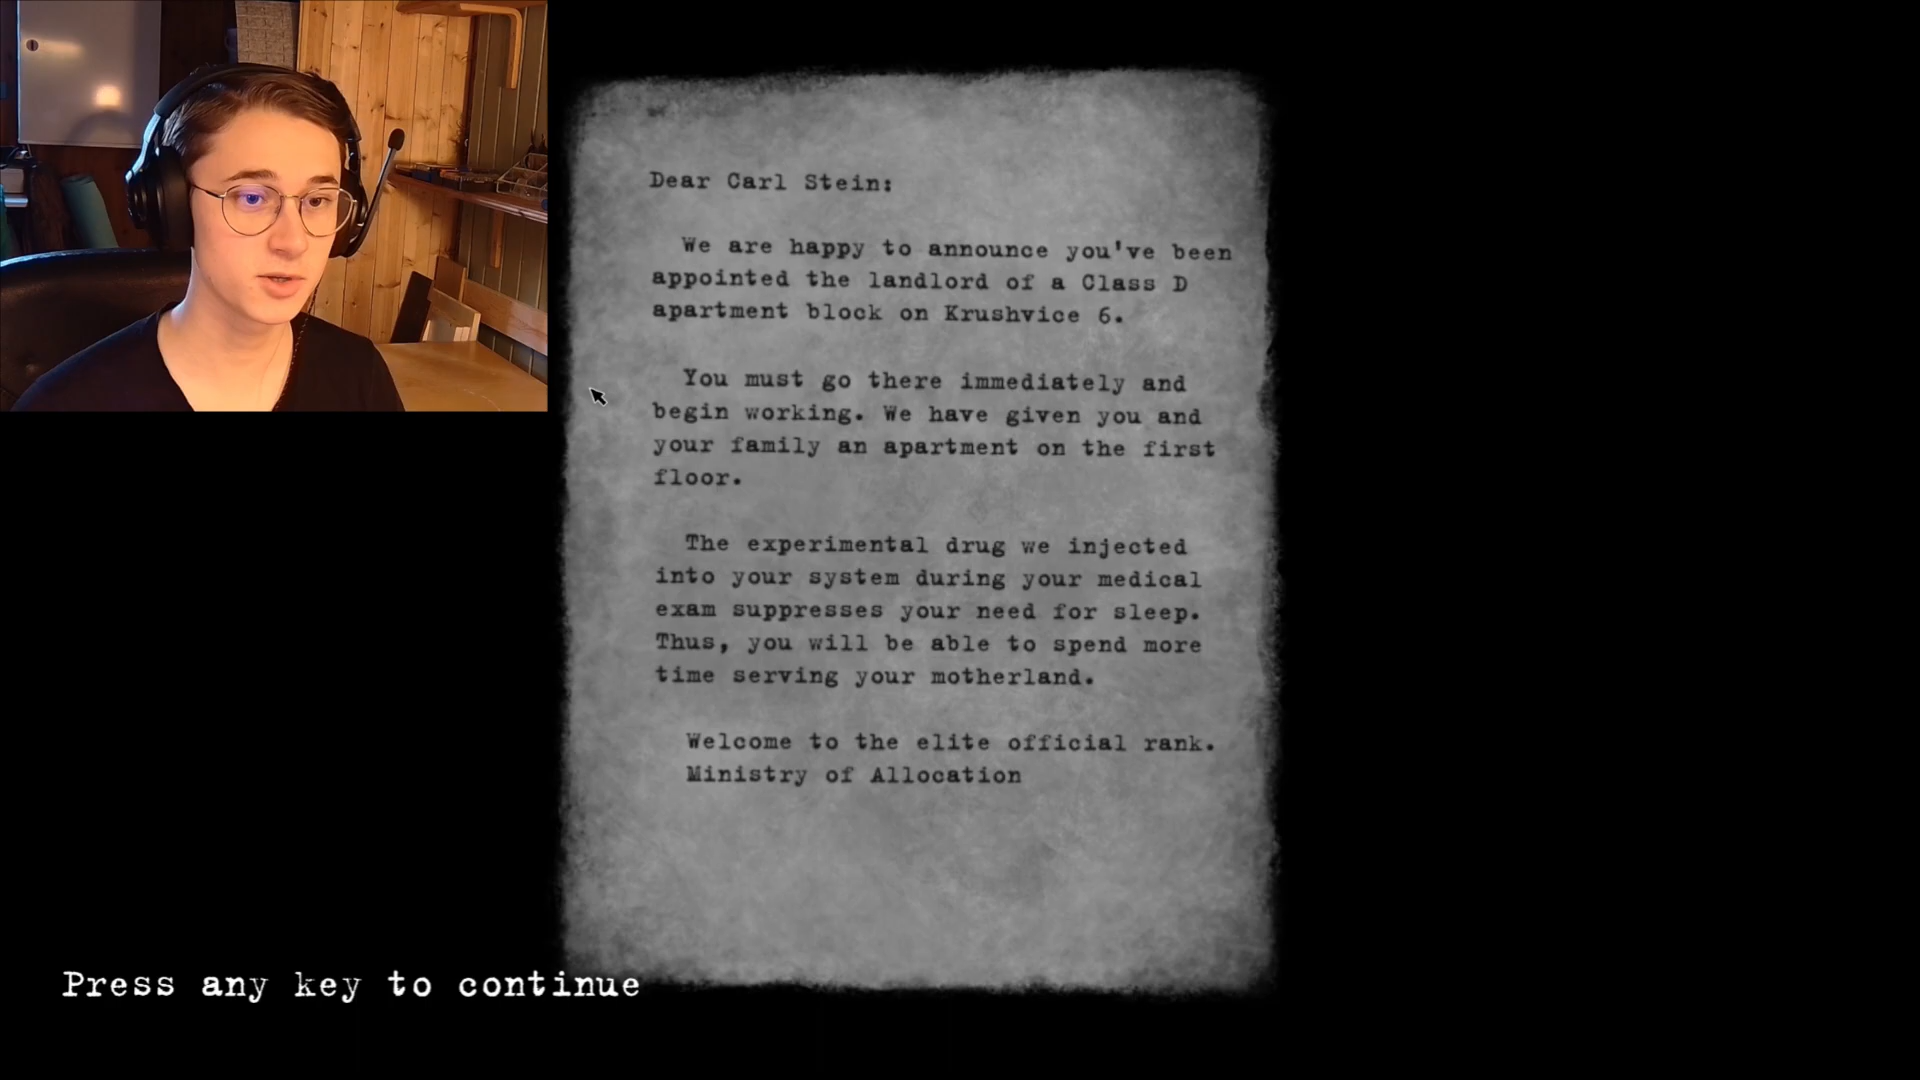 Dear Carl Stein:
We are happy to announce you've been
appointed the landlord of a Class D
apartment block on Krushvice 6.
You must go there immediately and
begin working. We have given you and
your family an apartment on the first
floor.
The experimental drug we injected
into your system during your medical
exam suppresses your need for sleep.
Thus, you will be able to spend more
time serving your motherland.
Welcome to the elite official rank.
Ministry of Allocation
Press any key to continue